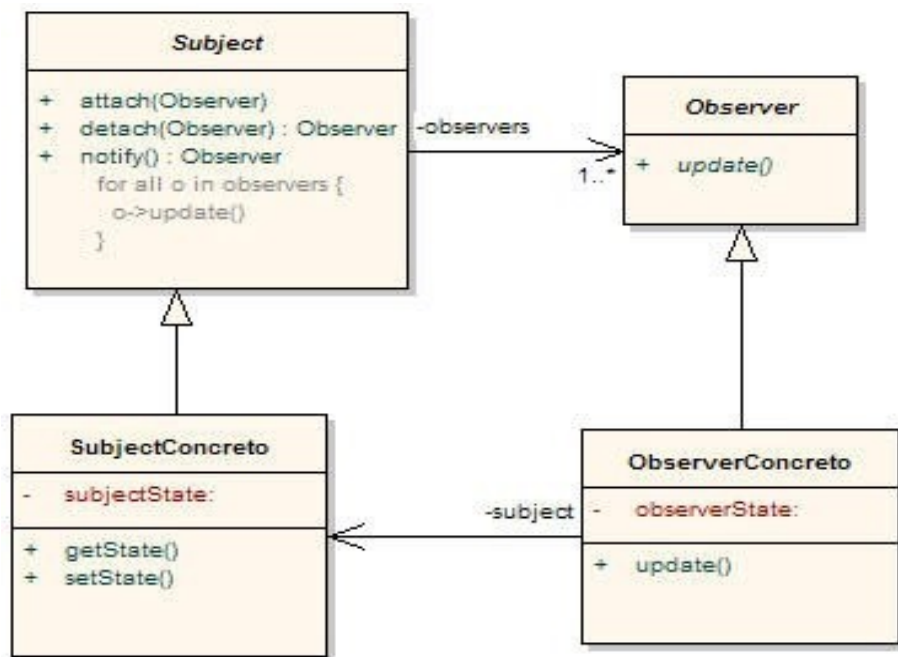 Subject
+ attach(Observer)
+ detach(Observer) : Observer
+ notify() : Observer
for all o in observers {
o->update()
}
-observers
1..*
Observer
+ update()
SubjectConcreto
- subjectState:
+ getState()
+ setState()
-subject
ObserverConcreto
- observerState:
+ update()